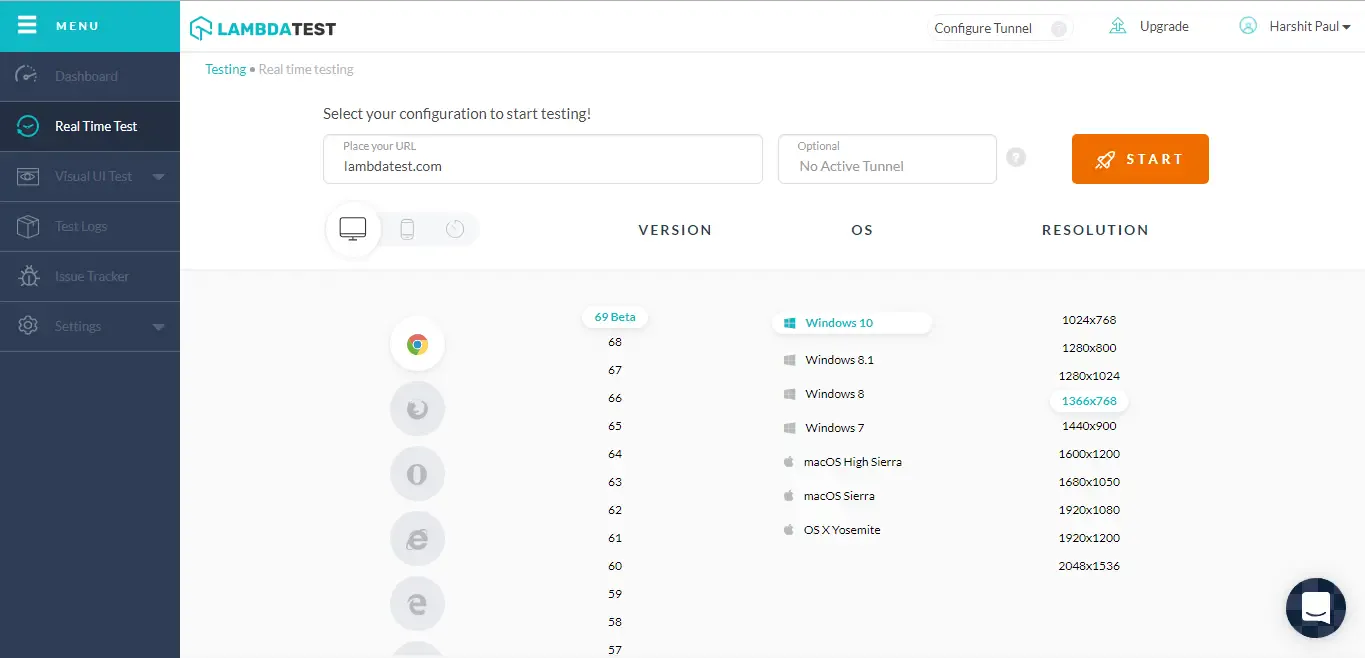 MENU
LAMBDATEST
Configure Tunnel
Upgrade
Harshit Paul
Dashboard
Real Time Test
Visual UI Test
Test Logs
Issue Tracker
Settings
Testing • Real time testing
Select your configuration to start testing!
Place your URL
lambdatest.com
Optional
No Active Tunnel
?
START
VERSION
OS
RESOLUTION
69 Beta
68
67
66
65
64
63
62
61
60
59
58
57
Windows 10
Windows 8.1
Windows 8
Windows 7
macOS High Sierra
macOS Sierra
OS X Yosemite
1024x768
1280x800
1280x1024
1366x768
1440x900
1600x1200
1680x1050
1920x1080
1920x1200
2048x1536